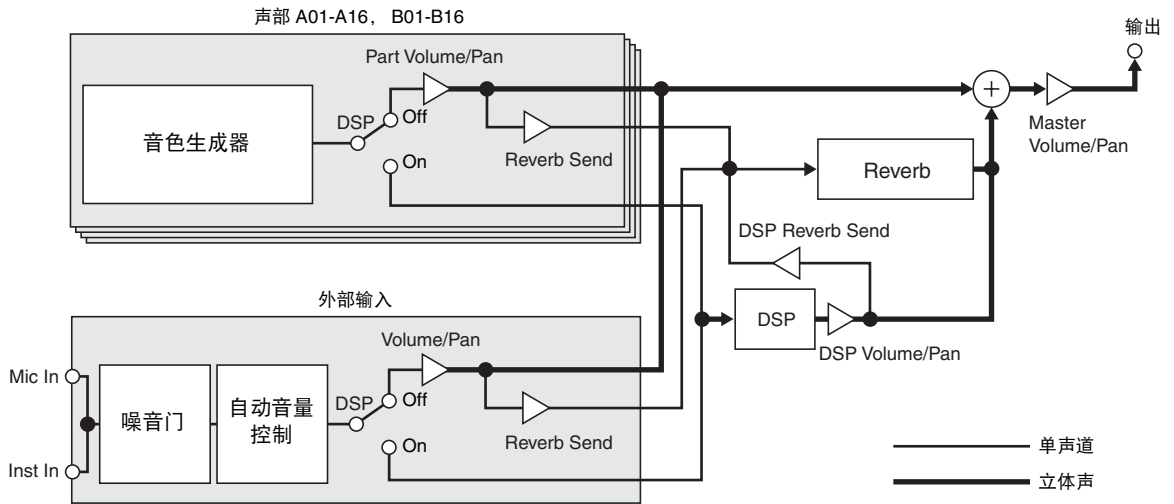 声部 A01-A16， B01-B16
输出
Part Volume/Pan
音色生成器
DSP
Off
On
Reverb Send
+
Master
Volume/Pan
Reverb
DSP Reverb Send
DSP
DSP Volume/Pan
外部输入
Volume/Pan
Mic In
Inst In
噪音门
自动音量
控制
DSP
Off
On
Reverb Send
单声道
立体声